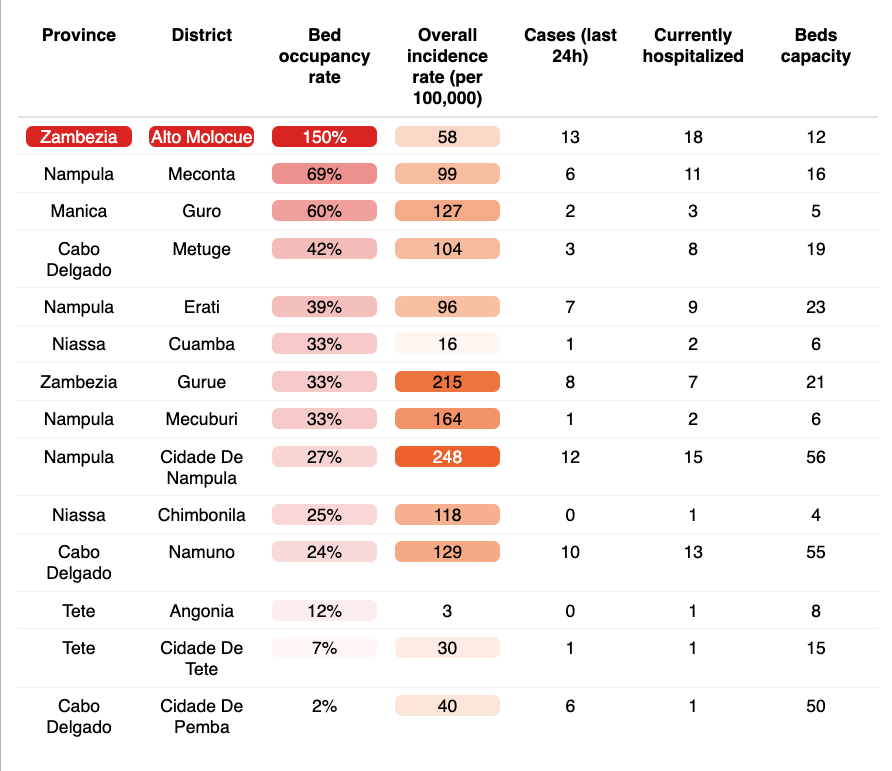 Province District Bed occupancy rate Overall incidence rate (per 100,000) Cases (last 24h) Currently hospitalized Beds capacity
Zambezia Alto Molocue 150% 58 13 18 12
Nampula Meconta 69% 99 6 11 16
Manica Guro 60% 127 2 3 5
Cabo Delgado Metuge 42% 104 3 8 19
Nampula Erati 39% 96 7 9 23
Niassa Cuamba 33% 16 1 2 6
Zambezia Gurue 33% 215 8 7 21
Nampula Mecuburi 33% 164 1 2 6
Nampula Cidade De Nampula 27% 248 12 15 56
Niassa Chimbonila 25% 118 0 1 4
Cabo Delgado Namuno 24% 129 10 13 55
Tete Angonia 12% 3 0 1 8
Tete Cidade De Tete 7% 30 1 1 15
Cabo Delgado Cidade De Pemba 2% 40 6 1 50